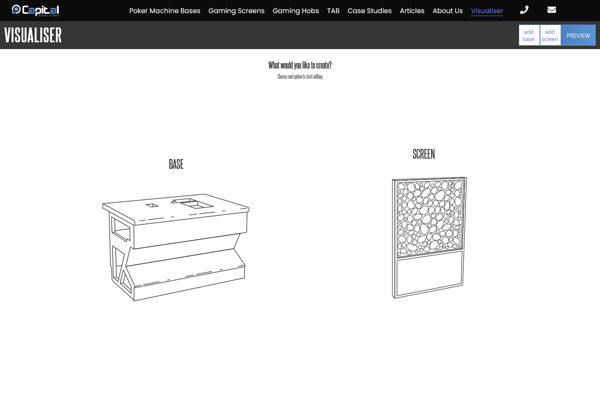 Capital
Poker Machine Bases Gaming Screens Gaming Hobs TAB Case Studies Articles About Us Visualiser
VISUALISER
add base
add screen
PREVIEW
What would you like to create?
Choose and option to start editing
BASE
SCREEN